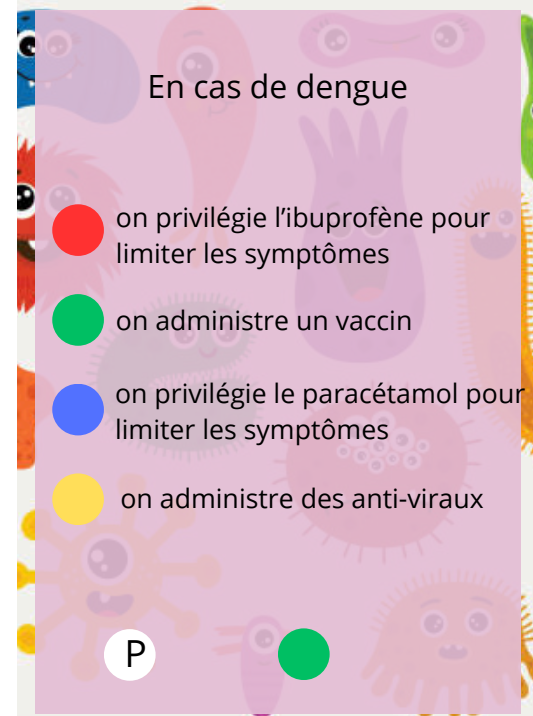 En cas de dengue
on privilégie l'ibuprofène pour
limiter les symptômes
on administre un vaccin
on privilégie le paracétamol pour
limiter les symptômes
on administre des anti-viraux
P